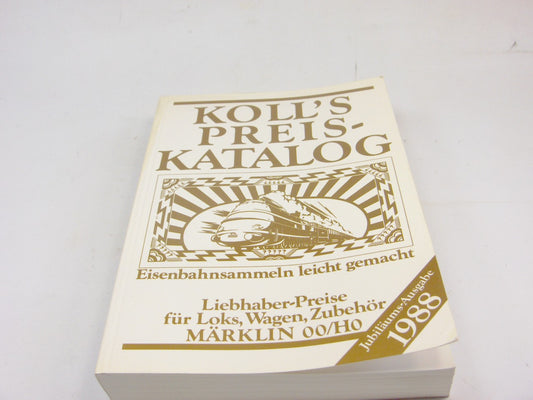 KOLL'S
PREIS-
KATALOG
Eisenbahnsammeln leicht gemacht
Liebhaber-Preise
für Loks, Wagen, Zubehör
MÄRKLIN 00/H0
Jubiläums-Ausgabe
1988